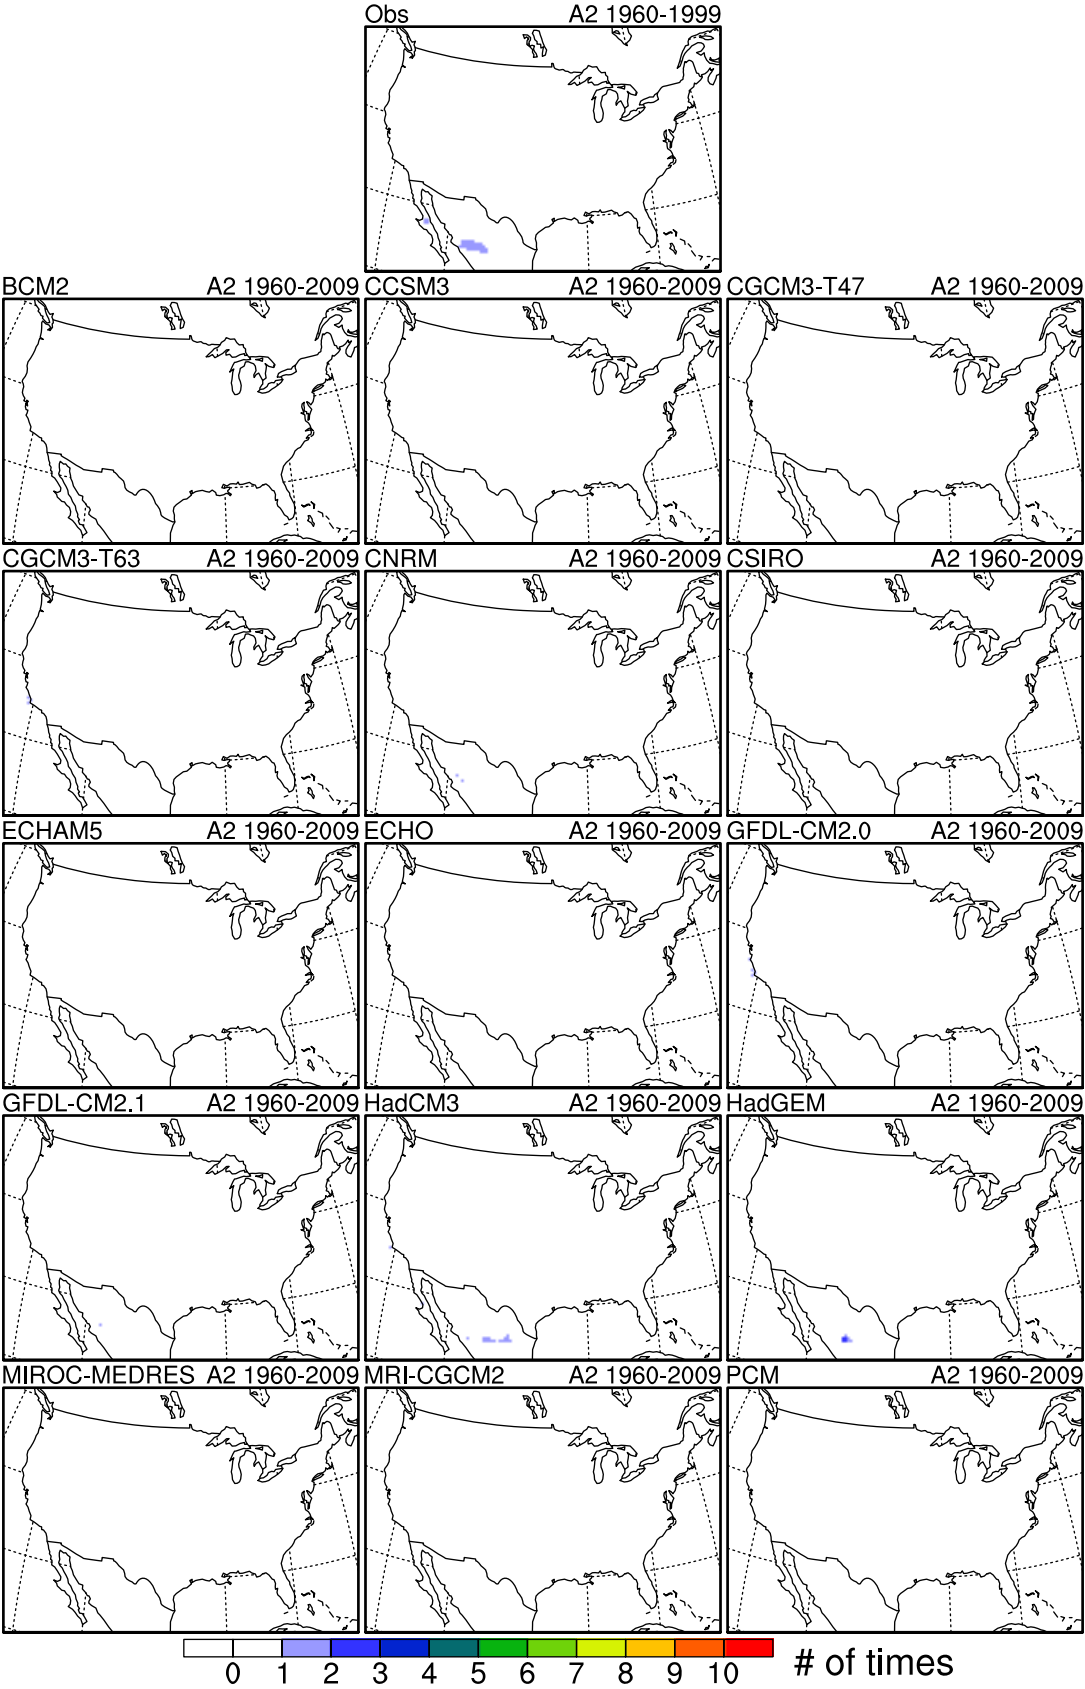 Obs A2 1960-1999
BCM2 A2 1960-2009 CCSM3 A2 1960-2009 CGCM3-T47 A2 1960-2009
CGCM3-T63 A2 1960-2009 CNRM A2 1960-2009 CSIRO A2 1960-2009
ECHAM5 A2 1960-2009 ECHO A2 1960-2009 GFDL-CM2.0 A2 1960-2009
GFDL-CM2.1 A2 1960-2009 HadCM3 A2 1960-2009 HadGEM A2 1960-2009
MIROC-MEDRES A2 1960-2009 MRI-CGCM2 A2 1960-2009 PCM A2 1960-2009
0 1 2 3 4 5 6 7 8 9 10 # of times